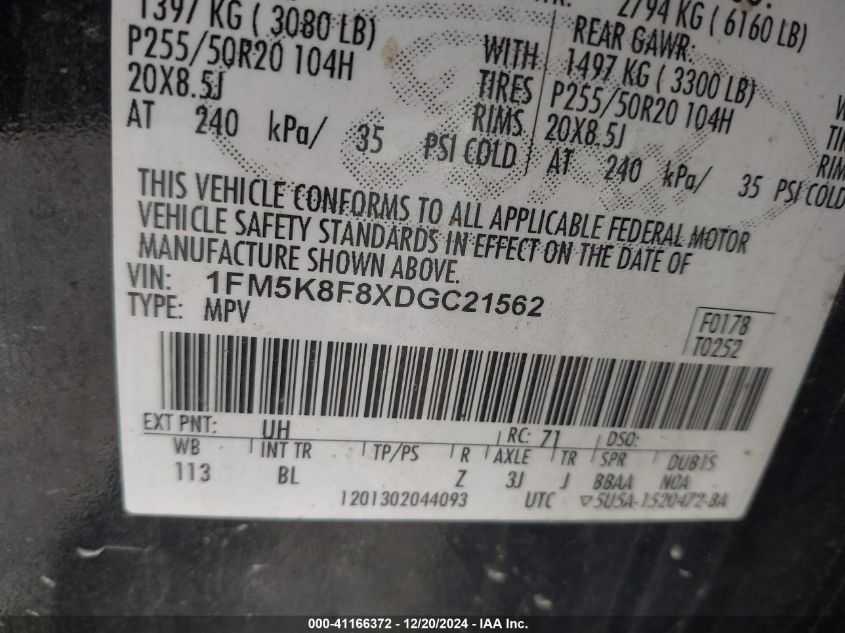 1397 KG ( 3080 LB) 2794 KG ( 6160 LB)
P255/50R20 104H WITH REAR GAWR:
20X8.5J TIRES 1497 KG ( 3300 LB)
RIMS P255/50R20 104H
AT 240 kPa/ 35 PSI COLD 20X8.5J
AT 240 kPa/ 35 PSI COLD
THIS VEHICLE CONFORMS TO ALL APPLICABLE FEDERAL MOTOR
VEHICLE SAFETY STANDARDS IN EFFECT ON THE DATE OF
MANUFACTURE SHOWN ABOVE.
VIN: 1FM5K8F8XDGC21562
TYPE: MPV
F0178
T0252
EXT PNT: UH RC: 71 DSO:
WB INT TR TP/PS R AXLE TR SPR DUBIS
113 BL Z 3J J BBAA NOA
1201302044093 UTC ▽5U5A-1520472-BA
000-41166372 / 12/20/2024 - IAA Inc.